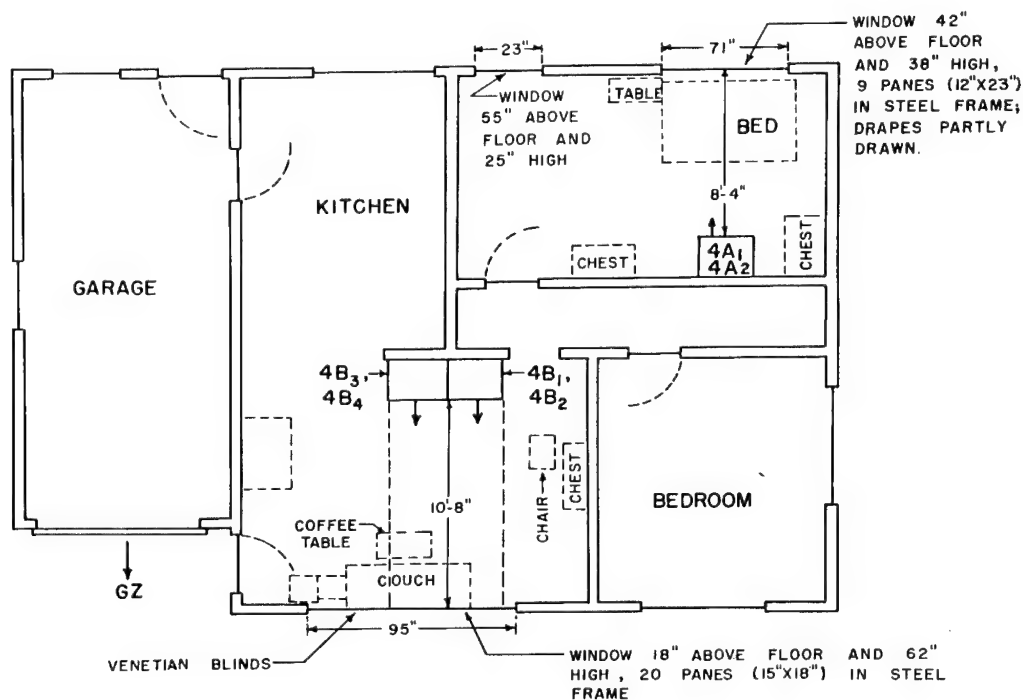 23"
71"
WINDOW 42"
ABOVE FLOOR
AND 38" HIGH,
9 PANES (12"X23")
IN STEEL FRAME;
DRAPES PARTLY
DRAWN.
WINDOW
55" ABOVE
FLOOR AND
25" HIGH
TABLE
BED
8'-4"
KITCHEN
GARAGE
CHEST
4A₁
4A₂
CHEST
4B₃,
4B₄
4B₁,
4B₂
CHAIR
CHEST
BEDROOM
10'-8"
COFFEE
TABLE
COUCH
GZ
95"
VENETIAN BLINDS
WINDOW 18" ABOVE FLOOR AND 62"
HIGH, 20 PANES (15"X18") IN STEEL
FRAME